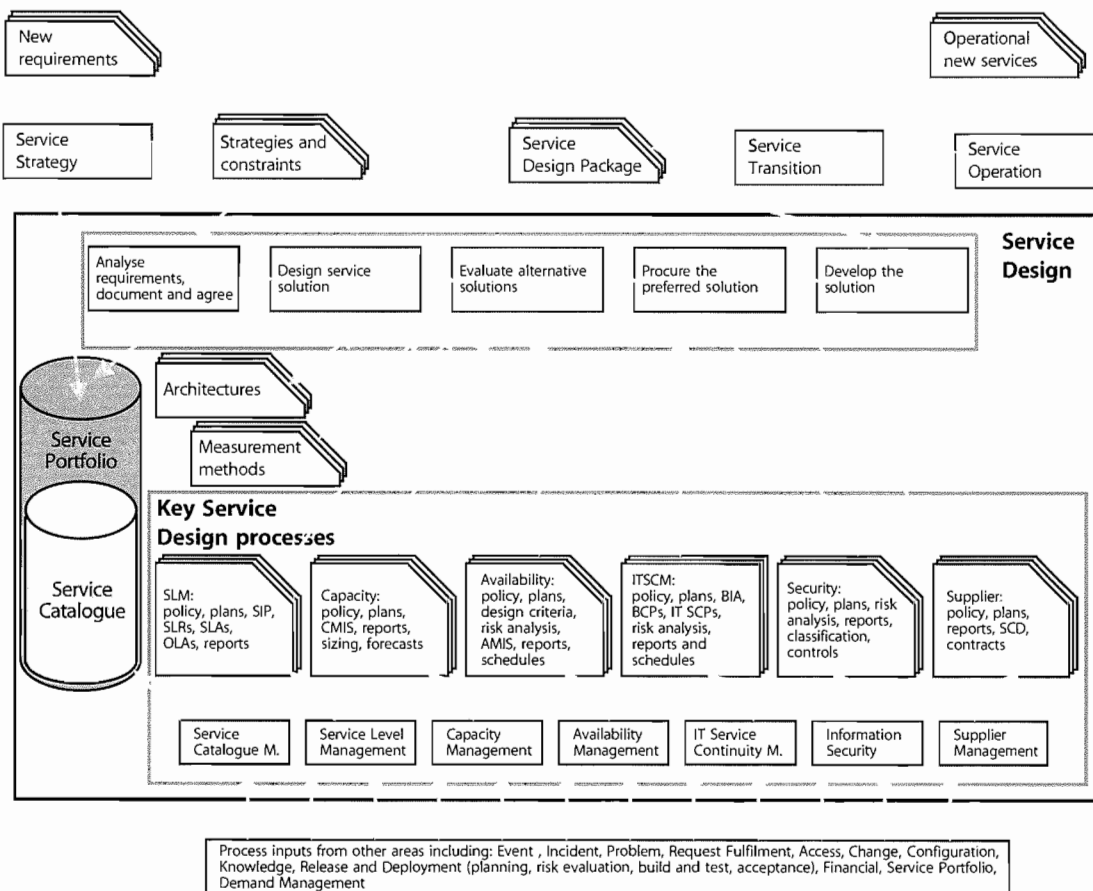 New
requirements
Operational
new services
Service
Strategy
Strategies and
constraints
Service
Design Package
Service
Transition
Service
Operation
Service
Design
Analyse
requirements,
document and agree
Design service
solution
Evaluate alternative
solutions
Procure the
preferred solution
Develop the
solution
Architectures
Measurement
methods
Service
Portfolio
Service
Catalogue
Key Service
Design processes
SLM:
policy, plans, SIP,
SLRs, SLAs,
OLAs, reports
Capacity:
policy, plans,
CMIS, reports,
sizing, forecasts
Availability:
policy, plans,
design criteria,
risk analysis,
AMIS, reports,
schedules
ITSCM:
policy, plans, BIA,
BCPs, IT SCPs,
risk analysis,
reports and
schedules
Security:
policy, plans, risk
analysis, reports,
classification,
controls
Supplier:
policy, plans,
reports, SCD,
contracts
Service
Catalogue M.
Service Level
Management
Capacity
Management
Availability
Management
IT Service
Continuity M.
Information
Security
Supplier
Management
Process inputs from other areas including: Event , Incident, Problem, Request Fulfilment, Access, Change, Configuration,
Knowledge, Release and Deployment (planning, risk evaluation, build and test, acceptance), Financial, Service Portfolio,
Demand Management